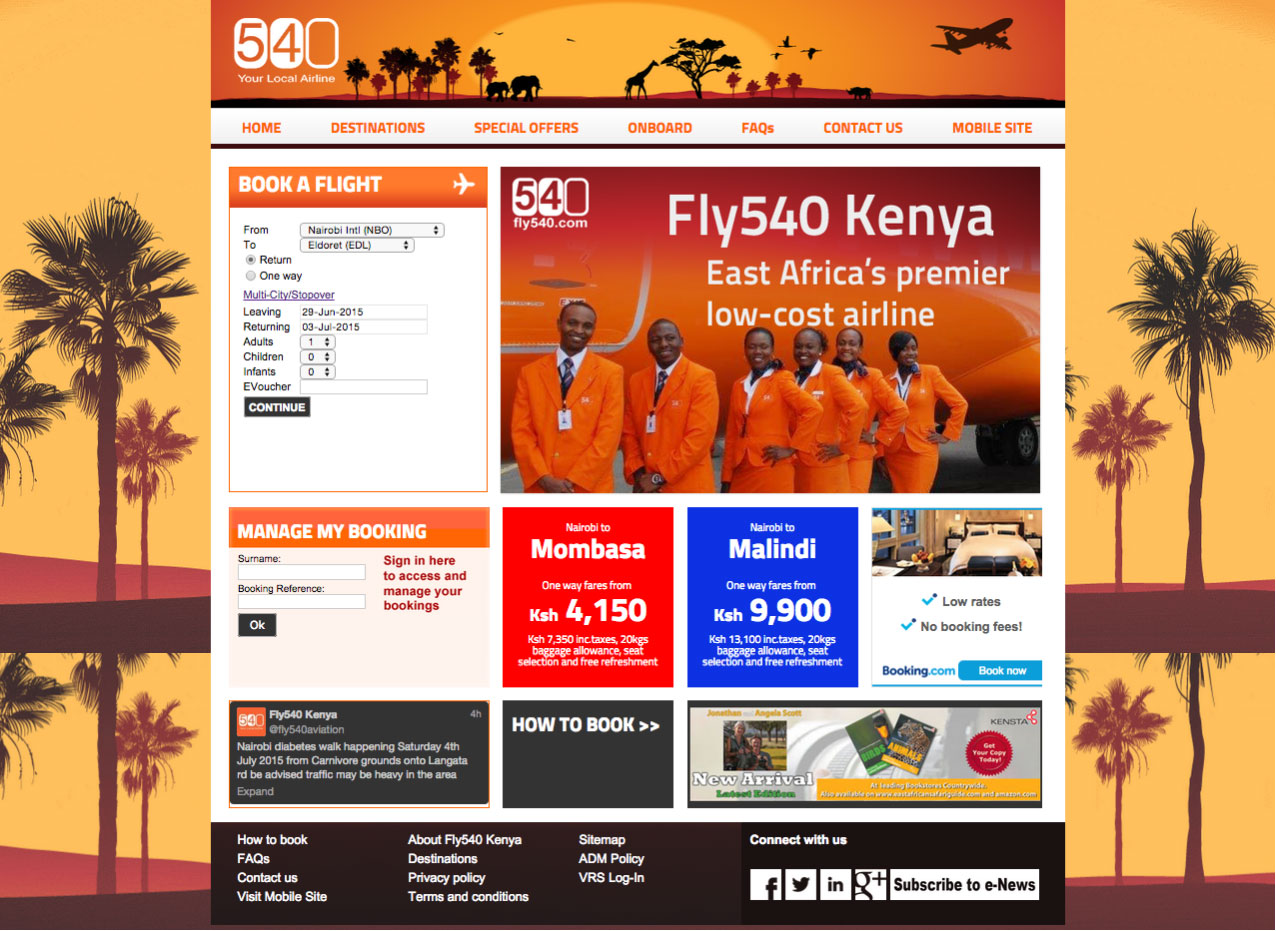 540
Your Local Airline
HOME DESTINATIONS SPECIAL OFFERS ONBOARD FAQs CONTACT US MOBILE SITE
BOOK A FLIGHT
From Nairobi Intl (NBO)
To Eldoret (EDL)
Return
One way
Multi-City/Stopover
Leaving 29-Jun-2015
Returning 03-Jul-2015
Adults 1
Children 0
Infants 0
EVoucher
CONTINUE
540
fly540.com
Fly540 Kenya
East Africa's premier
low-cost airline
MANAGE MY BOOKING
Surname:
Booking Reference:
Ok
Sign in here
to access and
manage your
bookings
Nairobi to
Mombasa
One way fares from
Ksh 4,150
Ksh 7,350 inc.taxes, 20kgs
baggage allowance, seat
selection and free refreshment
Nairobi to
Malindi
One way fares from
Ksh 9,900
Ksh 13,100 inc.taxes, 20kgs
baggage allowance, seat
selection and free refreshment
Low rates
No booking fees!
Booking.com Book now
540
Fly540 Kenya 4h
@fly540aviation
Nairobi diabetes walk happening Saturday 4th
July 2015 from Carnivore grounds onto Langata
rd be advised traffic may be heavy in the area
Expand
HOW TO BOOK >>
Jonathan and Angela Scott
KENSTA
BIRDS
ANIMALS
Get
Your Copy
Today!
New Arrival
Latest Edition
At Leading Bookstores Countrywide.
Also available on www.eastafricansafariguide.com and amazon.com
How to book
FAQs
Contact us
Visit Mobile Site
About Fly540 Kenya
Destinations
Privacy policy
Terms and conditions
Sitemap
ADM Policy
VRS Log-In
Connect with us
f in g+ Subscribe to e-News